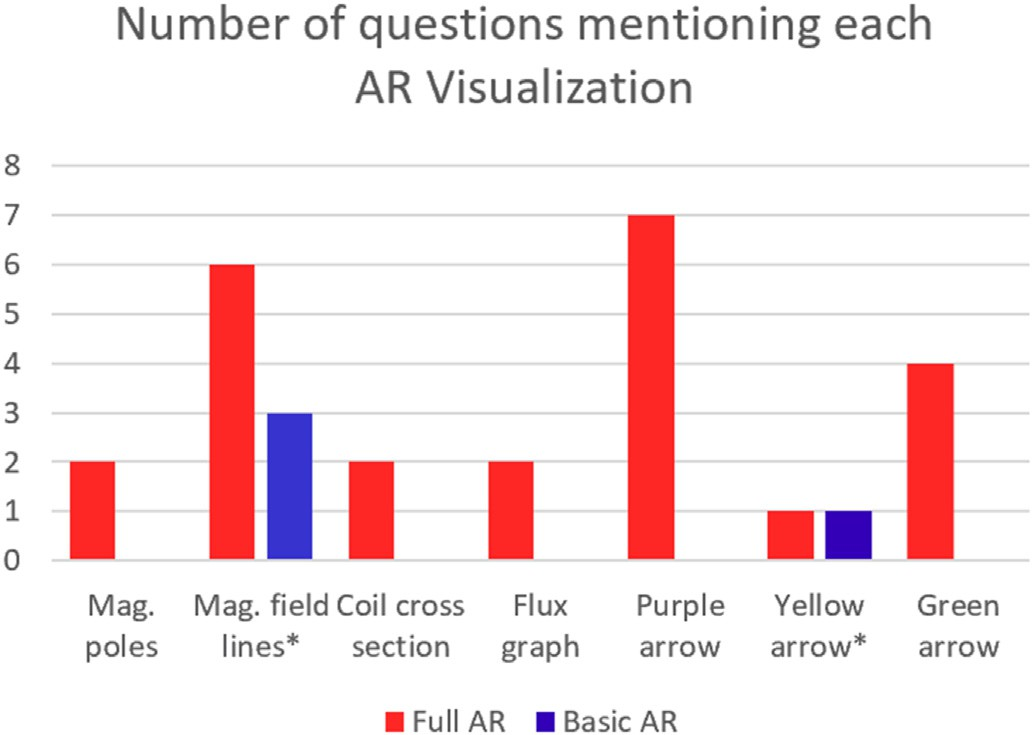 Number of questions mentioning each
AR Visualization
8
7
6
5
4
3
2
1
0
Mag. poles
Mag. field lines*
Coil cross section
Flux graph
Purple arrow
Yellow arrow*
Green arrow
Full AR
Basic AR